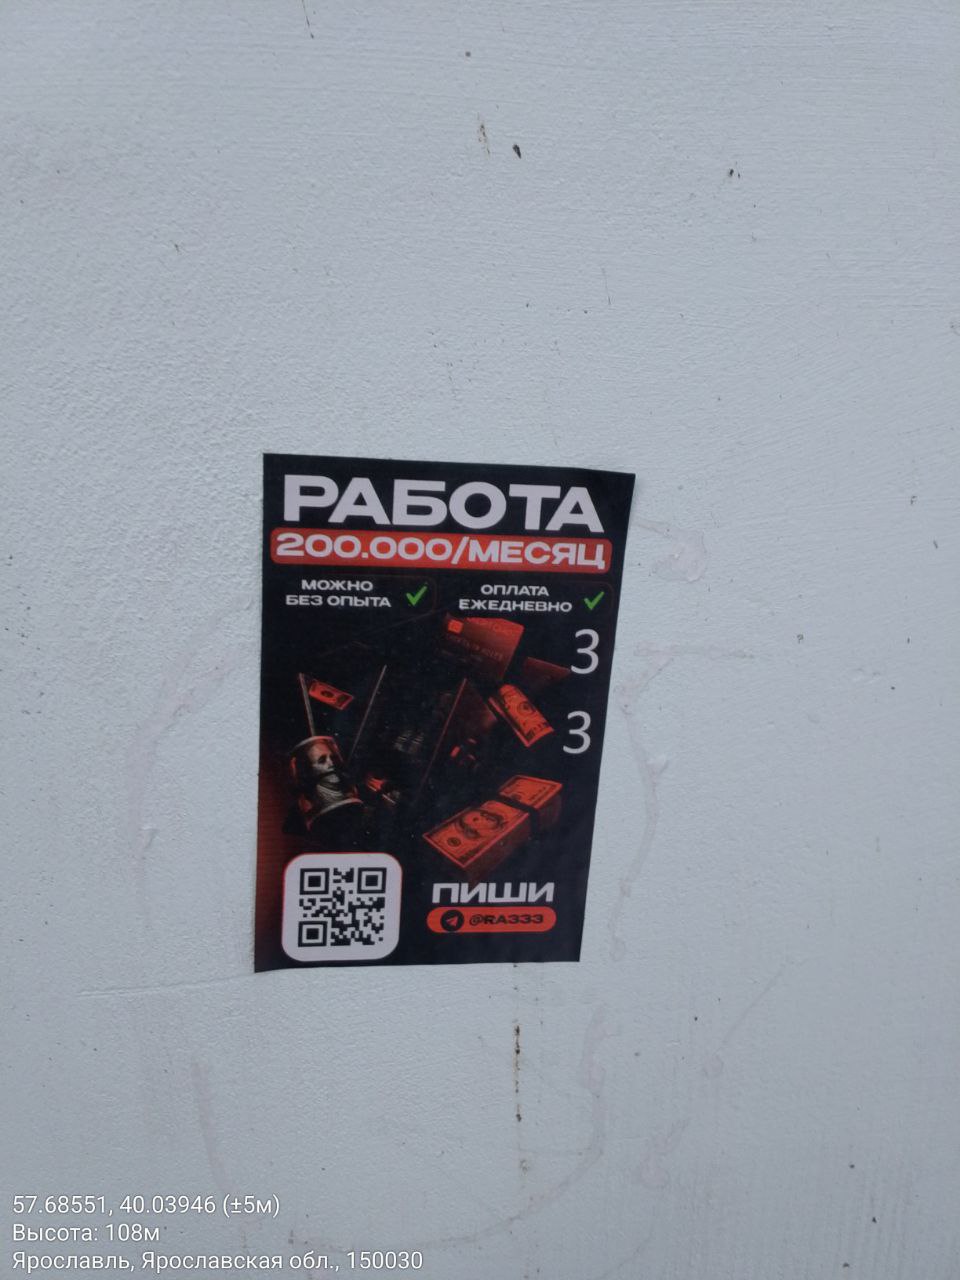 РАБОТА
200.000/МЕСЯЦ
МОЖНО
БЕЗ ОПЫТА
ОПЛАТА
ЕЖЕДНЕВНО
3
3
ПИШИ
@RA333
57.68551, 40.03946 (±5м)
Высота: 108м
Ярославль, Ярославская обл., 150030